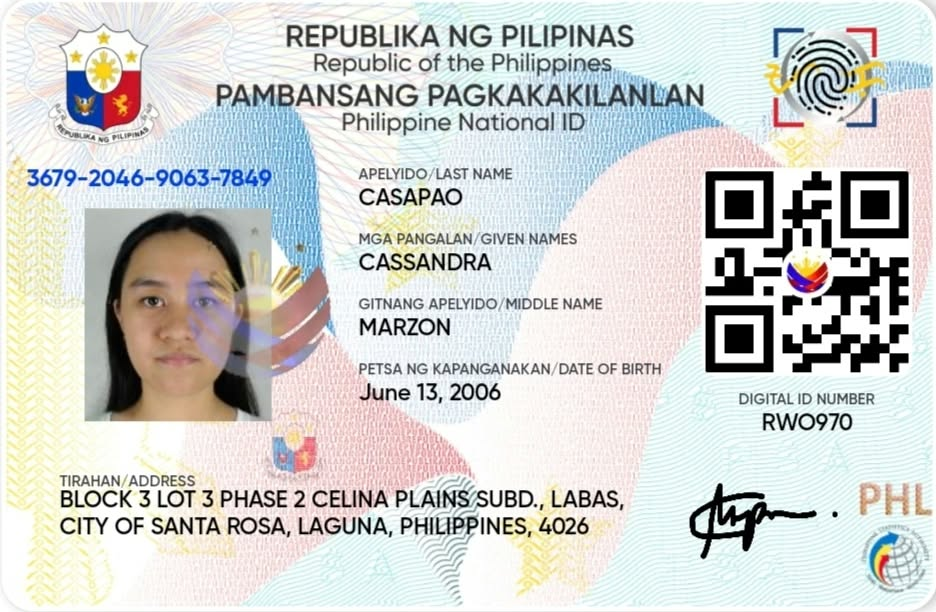 REPUBLIKA NG PILIPINAS
Republic of the Philippines
PAMBANSANG PAGKAKAKILANLAN
Philippine National ID
REPUBLIKA NG PILIPINAS
3679-2046-9063-7849
APELYIDO/LAST NAME
CASAPAO
MGA PANGALAN/GIVEN NAMES
CASSANDRA
GITNANG APELYIDO/MIDDLE NAME
MARZON
PETSA NG KAPANGANAKAN/DATE OF BIRTH
June 13, 2006
DIGITAL ID NUMBER
RWO970
TIRAHAN/ADDRESS
BLOCK 3 LOT 3 PHASE 2 CELINA PLAINS SUBD., LABAS,
CITY OF SANTA ROSA, LAGUNA, PHILIPPINES, 4026
PHL